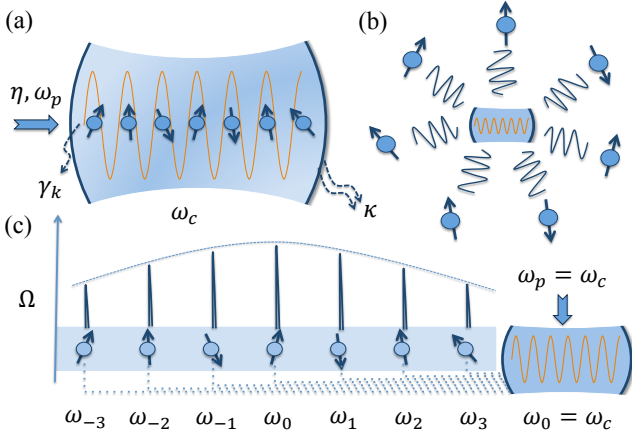 (a)
(b)
η, ω_p
γ_k
ω_c
κ
(c)
Ω
ω_p = ω_c
ω_{-3} ω_{-2} ω_{-1} ω_0 ω_1 ω_2 ω_3 ω_0 = ω_c